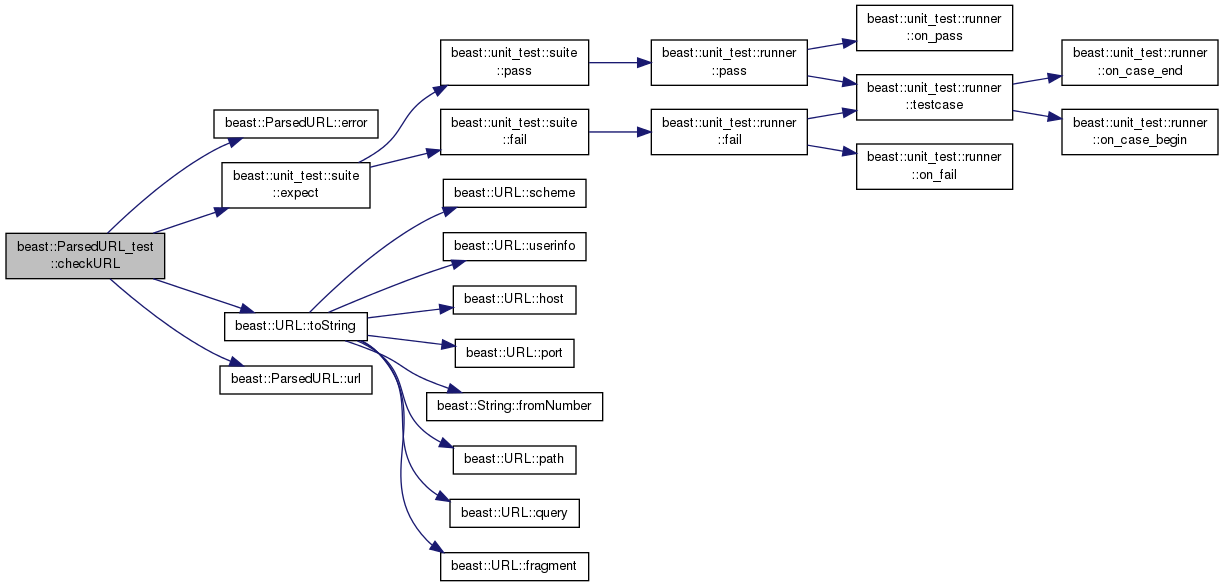 beast::ParsedURL_test
::checkURL
beast::ParsedURL::error
beast::unit_test::suite
::expect
beast::URL::toString
beast::ParsedURL::url
beast::unit_test::suite
::pass
beast::unit_test::suite
::fail
beast::URL::scheme
beast::URL::userinfo
beast::URL::host
beast::URL::port
beast::String::fromNumber
beast::URL::path
beast::URL::query
beast::URL::fragment
beast::unit_test::runner
::pass
beast::unit_test::runner
::fail
beast::unit_test::runner
::on_pass
beast::unit_test::runner
::testcase
beast::unit_test::runner
::on_fail
beast::unit_test::runner
::on_case_end
beast::unit_test::runner
::on_case_begin